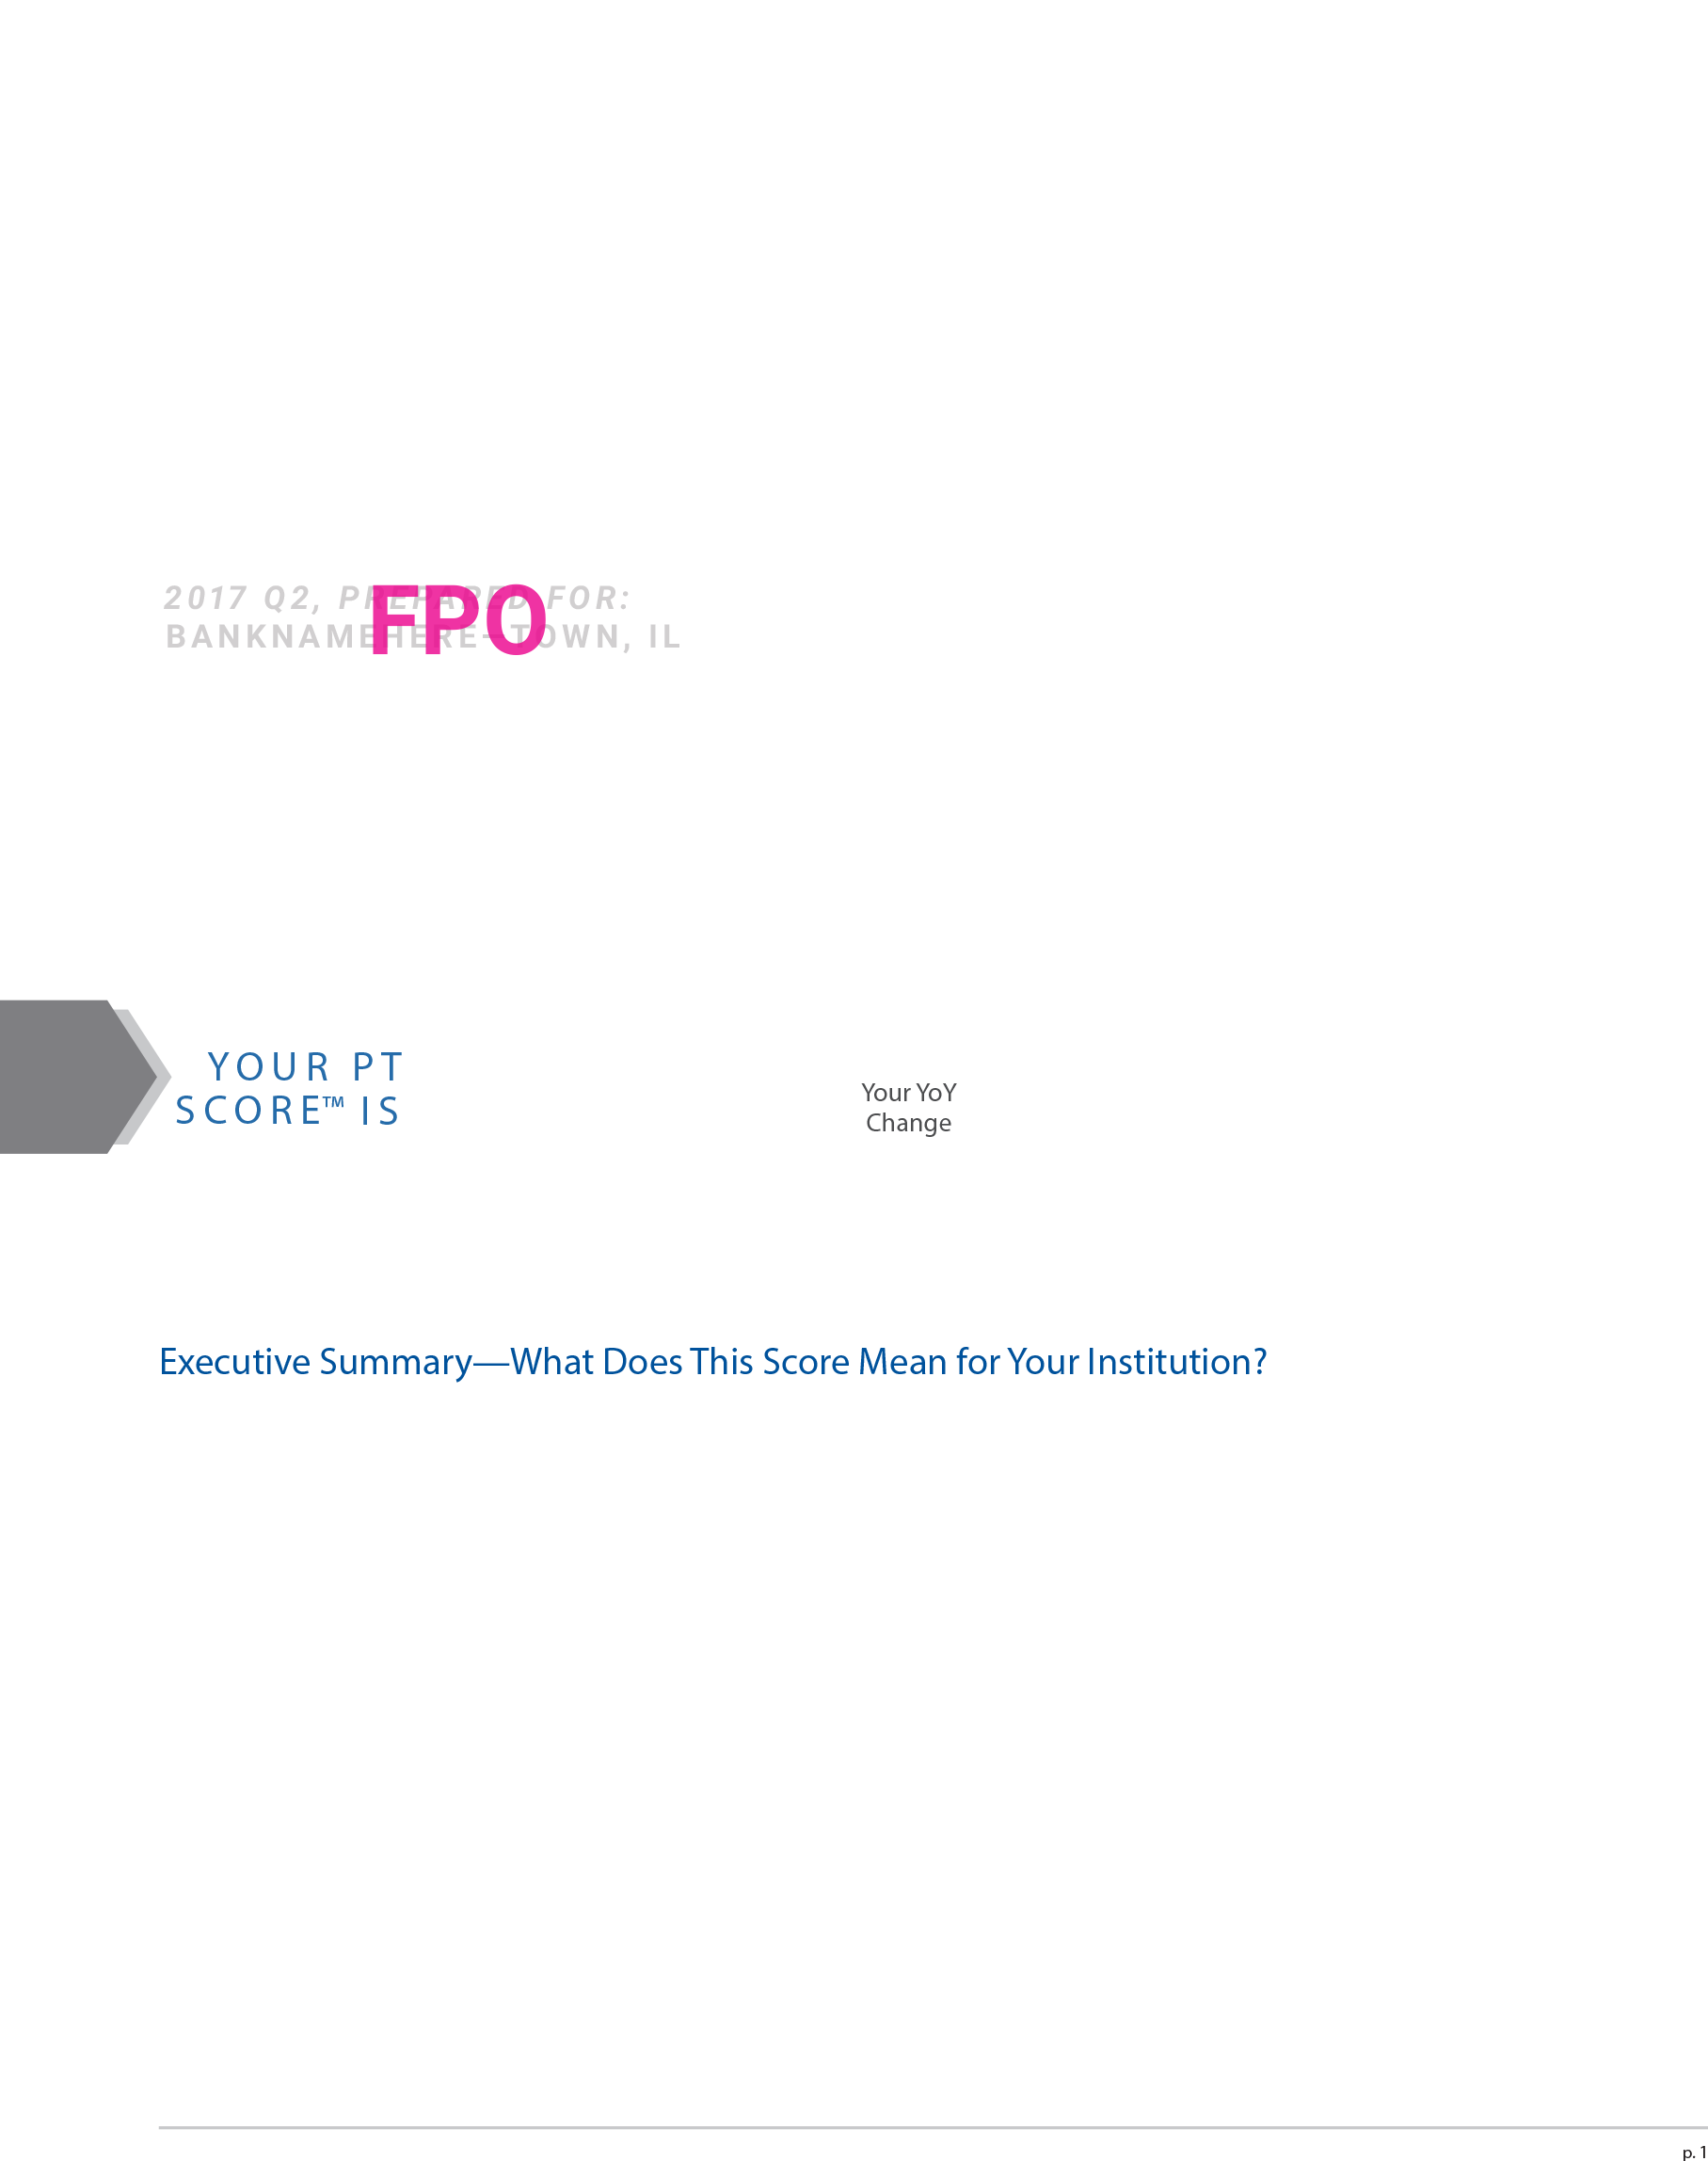 2017 Q2, PREPARED FOR:
BANKNAMEHERE—TOWN, IL
FPO
YOUR PT
SCORE™ IS
Your YoY
Change
Executive Summary—What Does This Score Mean for Your Institution?
p. 1